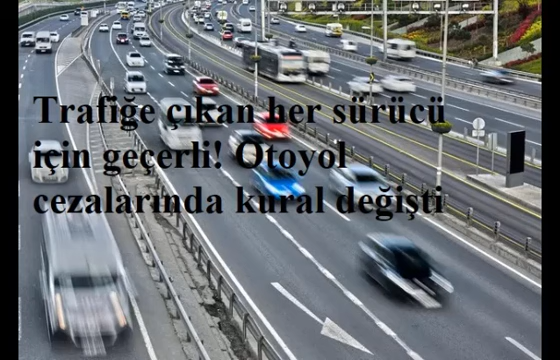 Trafiğe çıkan her sürücü
için geçerli! Otoyol
cezalarında kural değişti